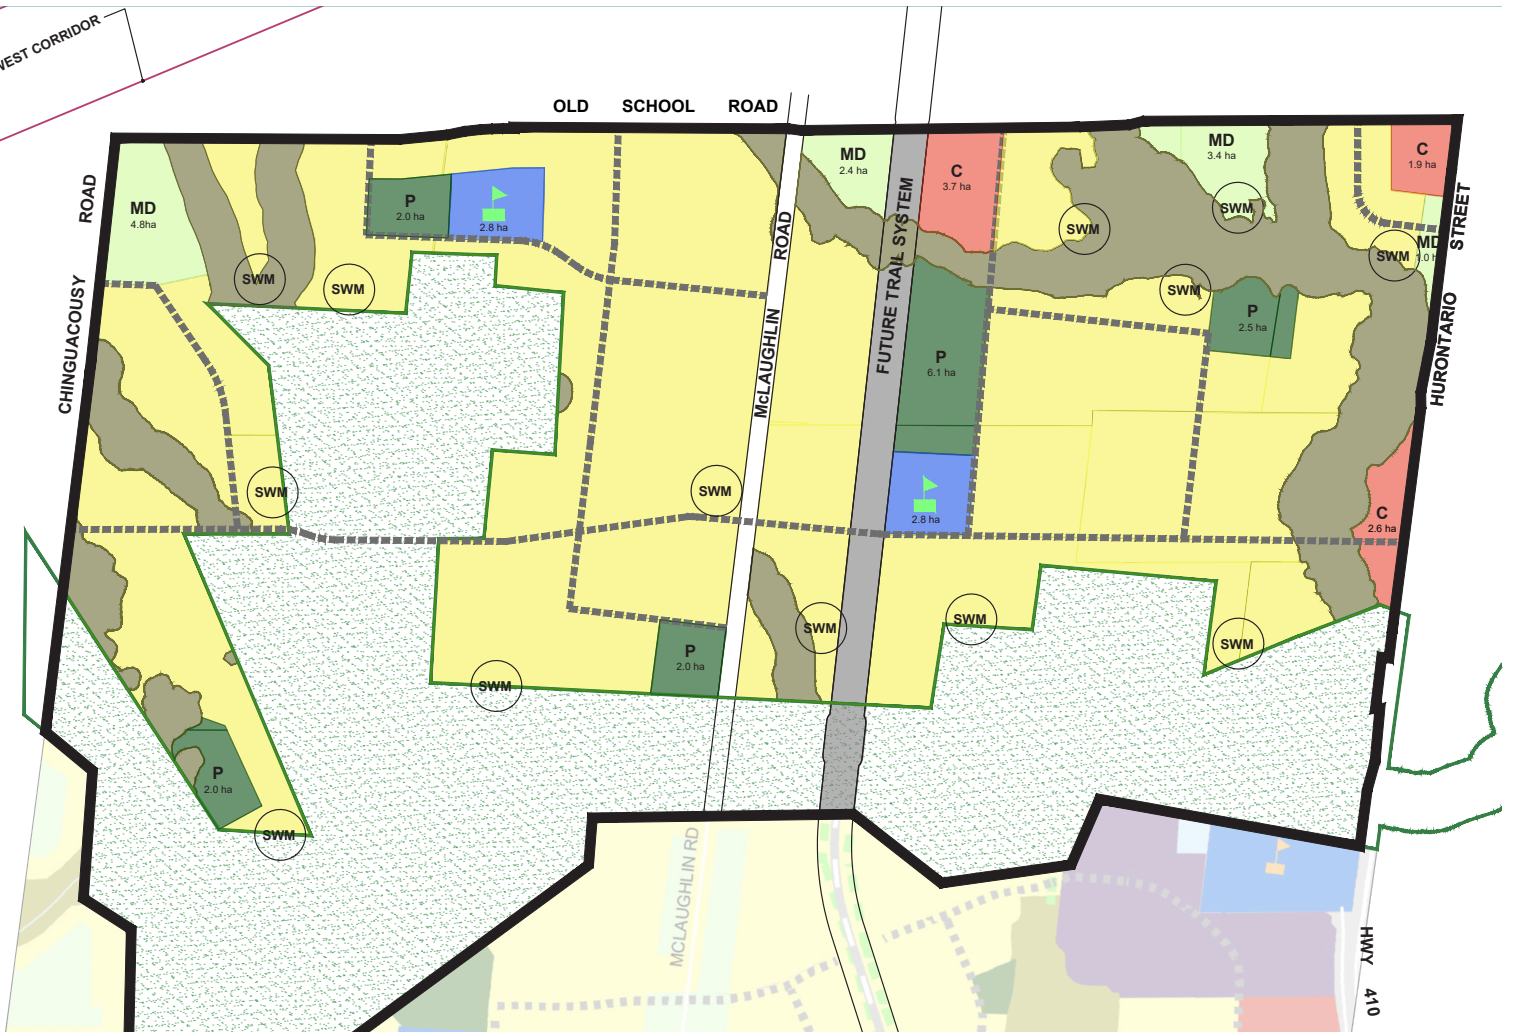 WEST CORRIDOR
OLD SCHOOL ROAD
MD
4.8ha
P
2.0 ha
2.8 ha
MD
2.4 ha
C
3.7 ha
MD
3.4 ha
C
1.9 ha
ROAD
CHINGUACOUSY
SWM
SWM
ROAD
McLAUGHLIN
FUTURE TRAIL SYSTEM
SWM
SWM
SWM
SWM
MD
1.0 h
STREET
HURONTARIO
P
6.1 ha
P
2.5 ha
SWM
SWM
2.8 ha
C
2.6 ha
SWM
SWM
SWM
P
2.0 ha
SWM
P
2.0 ha
SWM
MCLAUGHLIN RD
HWY 410